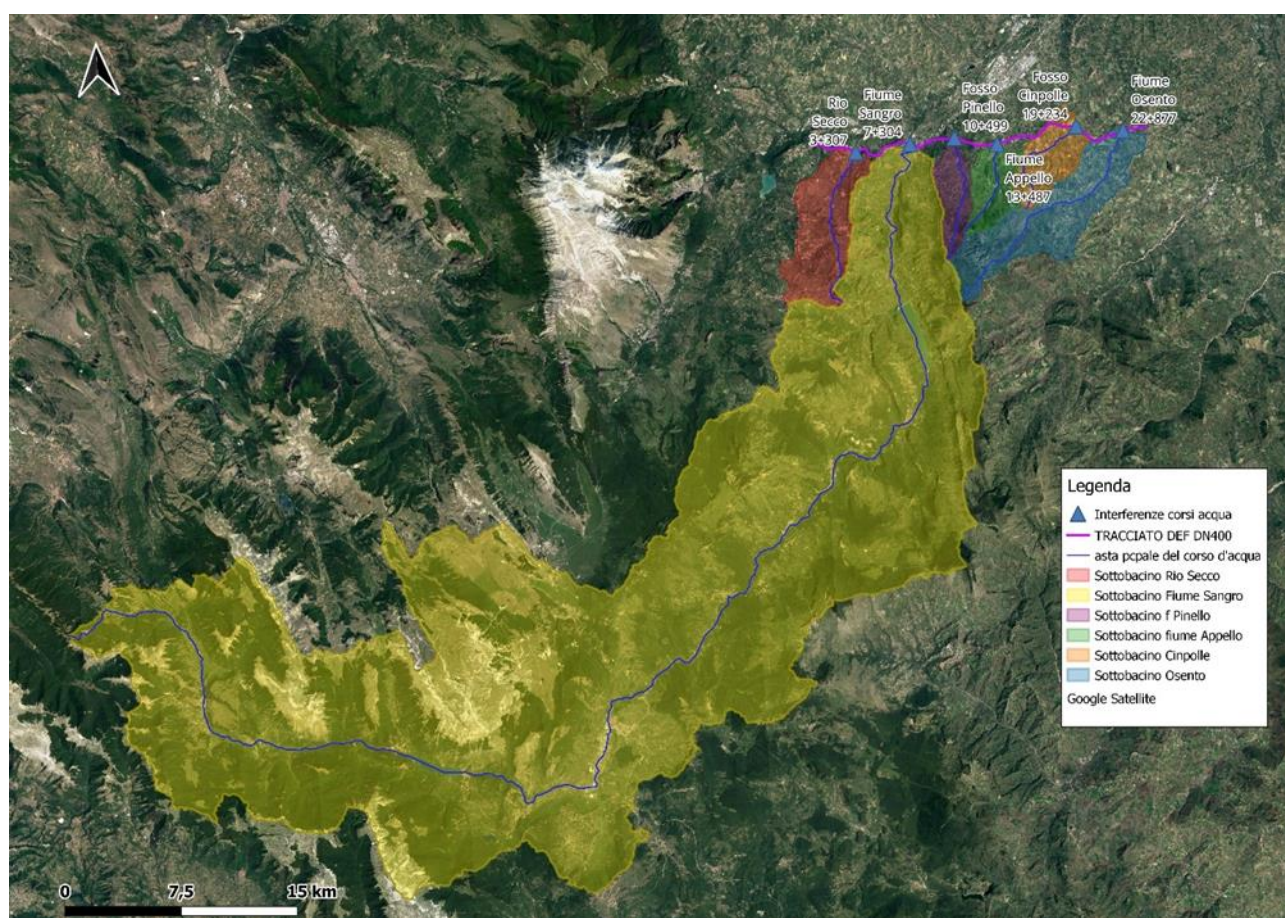 Rio
Secco
3+307
Fiume
Sangro
7+304
Fosso
Pinello
10+499
Fosso
Cinpolle
19+234
Fiume
Osento
22+877
Fiume
Appello
13+487
Legenda
Interferenze corsi acqua
TRACCIATO DEF DN400
asta pcpale del corso d'acqua
Sottobacino Rio Secco
Sottobacino Fiume Sangro
Sottobacino f Pinello
Sottobacino fiume Appello
Sottobacino Cinpolle
Sottobacino Osento
Google Satellite
0 7,5 15 km